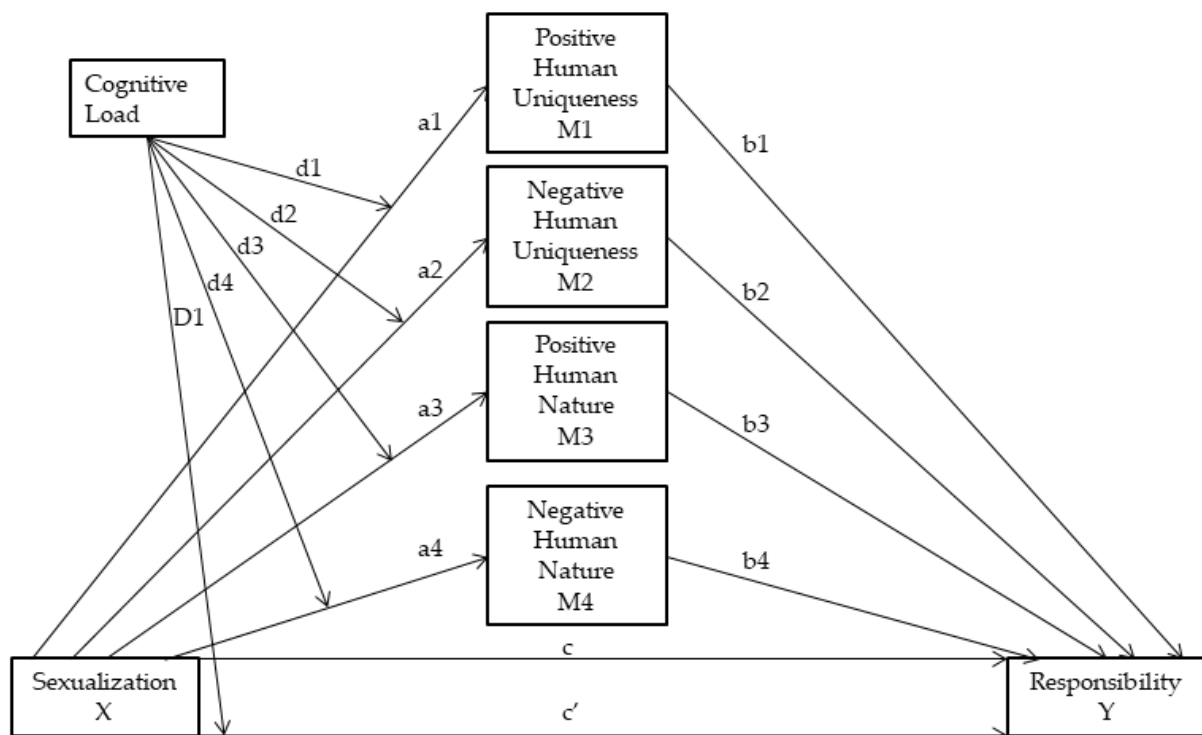 Positive
Human
Uniqueness
M1
Cognitive
Load
a1
b1
d1
Negative
Human
Uniqueness
M2
d2
d3
a2
b2
d4
D1
Positive
Human
Nature
M3
a3
b3
Negative
Human
Nature
M4
a4
b4
c
Sexualization
X
Responsibility
Y
c’